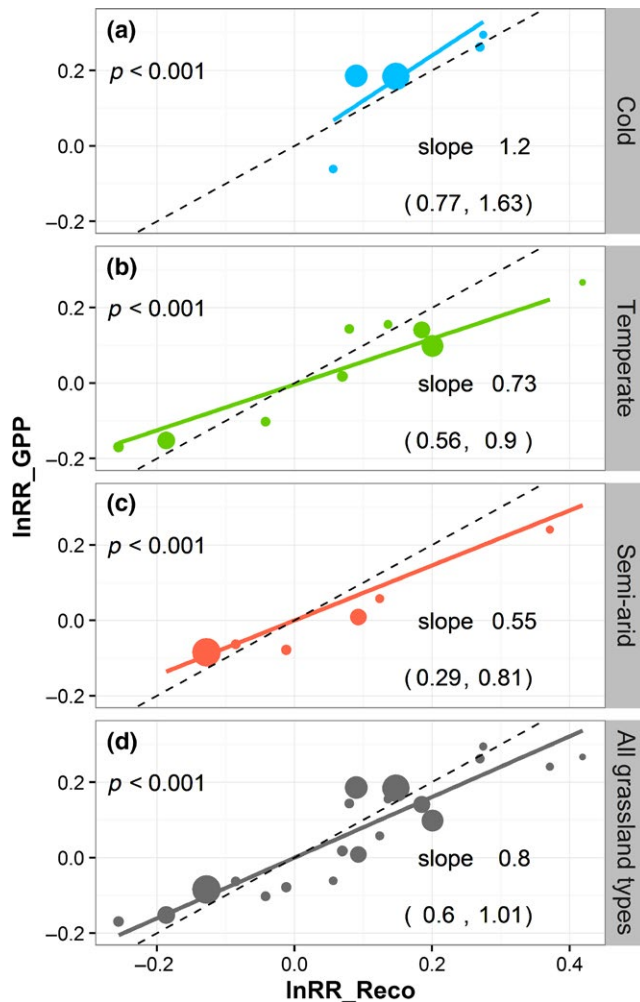 (a)
p < 0.001
0.2
0.0
−0.2
slope 1.2
( 0.77 , 1.63)
Cold
(b)
p < 0.001
0.2
0.0
−0.2
slope 0.73
(0.56 , 0.9 )
Temperate
lnRR_GPP
(c)
p < 0.001
0.2
0.0
−0.2
slope 0.55
(0.29 , 0.81)
Semi-arid
(d)
p < 0.001
0.2
0.0
−0.2
slope 0.8
( 0.6 , 1.01)
All grassland types
−0.2 0.0 0.2 0.4
lnRR_Reco